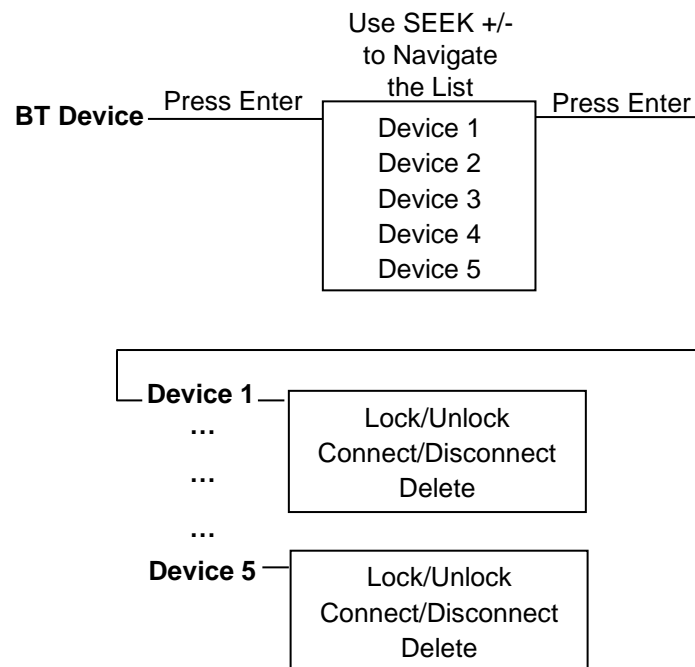 Use SEEK +/-
to Navigate
the List
BT Device
Press Enter
Press Enter
Device 1
Device 2
Device 3
Device 4
Device 5
Device 1
Lock/Unlock
Connect/Disconnect
Delete
...
...
...
Device 5
Lock/Unlock
Connect/Disconnect
Delete